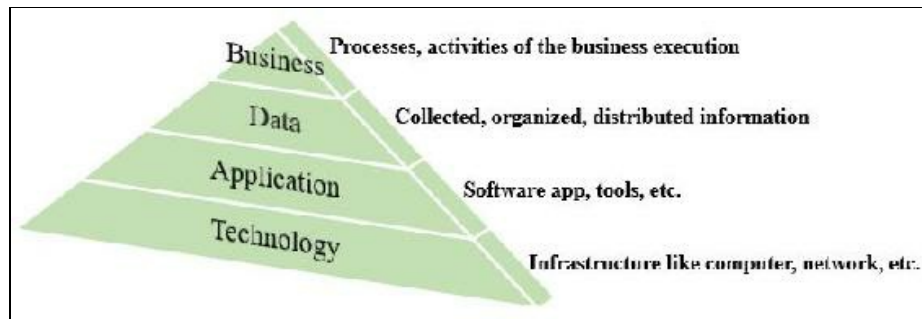 Business
Processes, activities of the business execution
Data
Collected, organized, distributed information
Application
Software app, tools, etc.
Technology
Infrastructure like computer, network, etc.